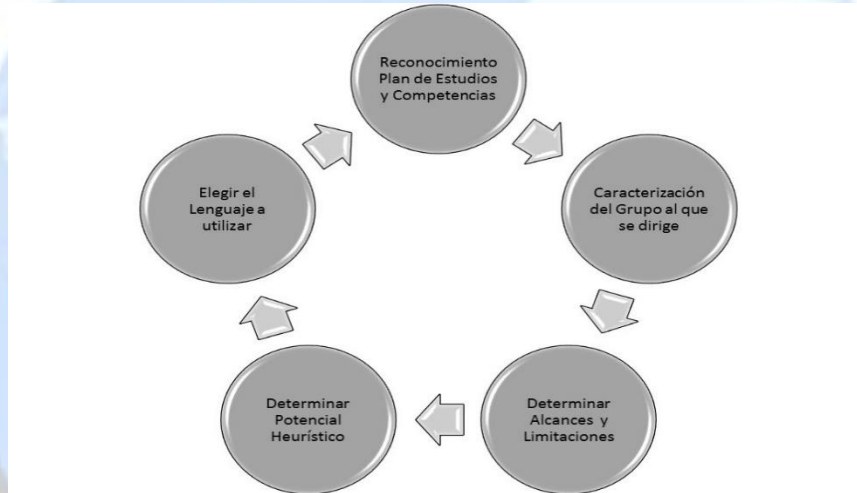 Reconocimiento
Plan de Estudios
y Competencias
Caracterización
del Grupo al que
se dirige
Determinar
Alcances y
Limitaciones
Determinar
Potencial
Heurístico
Elegir el
Lenguaje a
utilizar